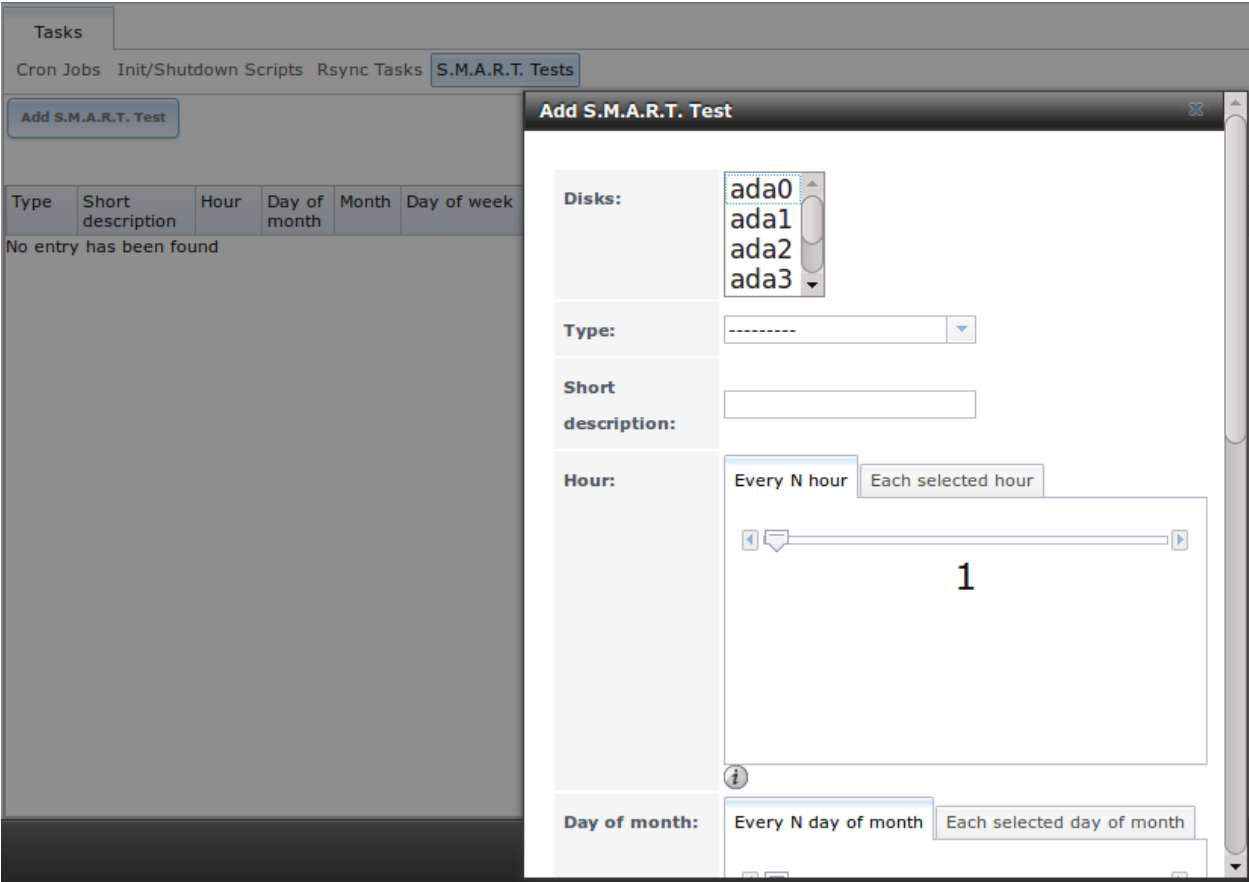 Tasks
Cron Jobs Init/Shutdown Scripts Rsync Tasks S.M.A.R.T. Tests
Add S.M.A.R.T. Test
Type Short description Hour Day of month Month Day of week
No entry has been found
Add S.M.A.R.T. Test
Disks:
ada0
ada1
ada2
ada3
Type:
---------
Short
description:
Hour:
Every N hour Each selected hour
1
i
Day of month:
Every N day of month Each selected day of month